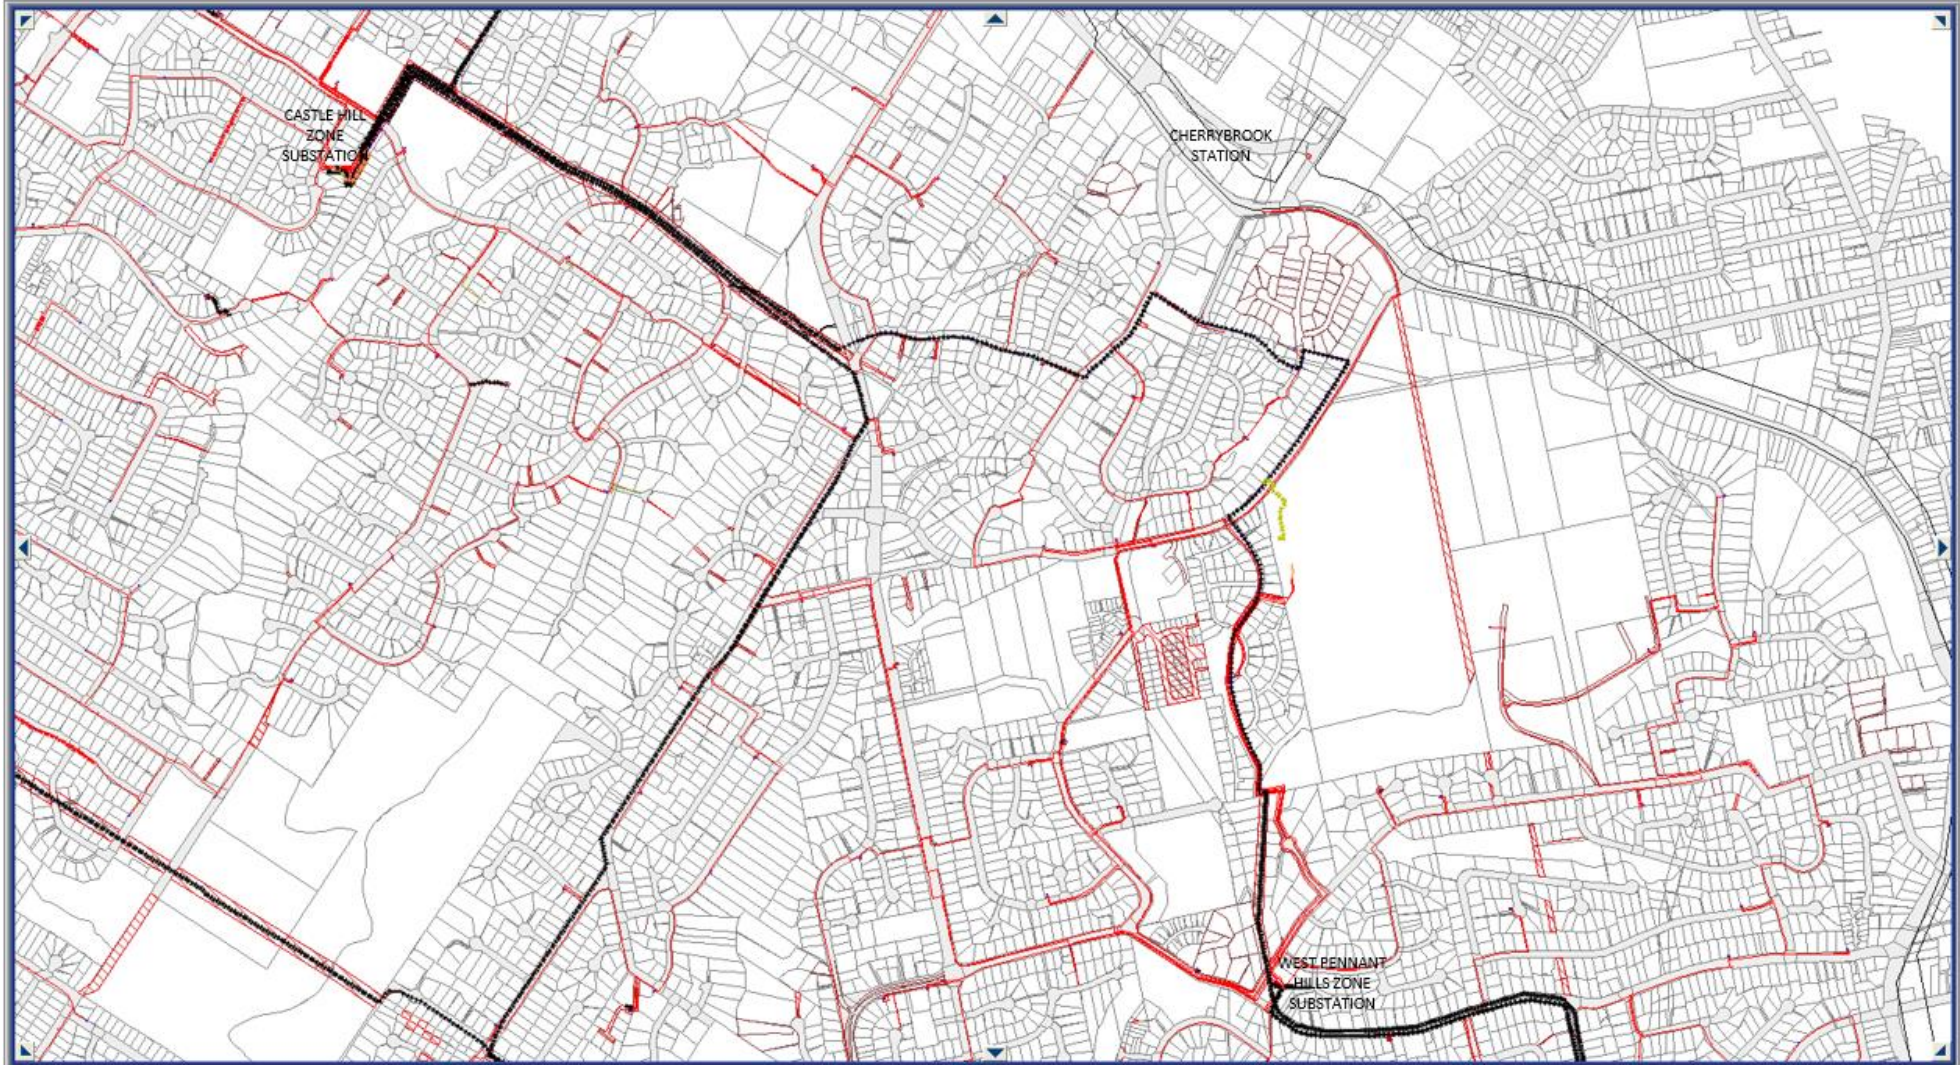 CASTLE HILL
ZONE
SUBSTATION
CHERRYBROOK
STATION
WEST PENNANT
HILLS ZONE
SUBSTATION